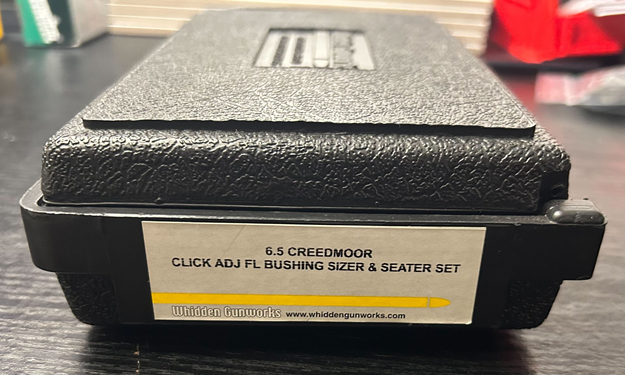 6.5 CREEDMOOR
CLICK ADJ FL BUSHING SIZER & SEATER SET
Whidden Gunworks www.whiddengunworks.com